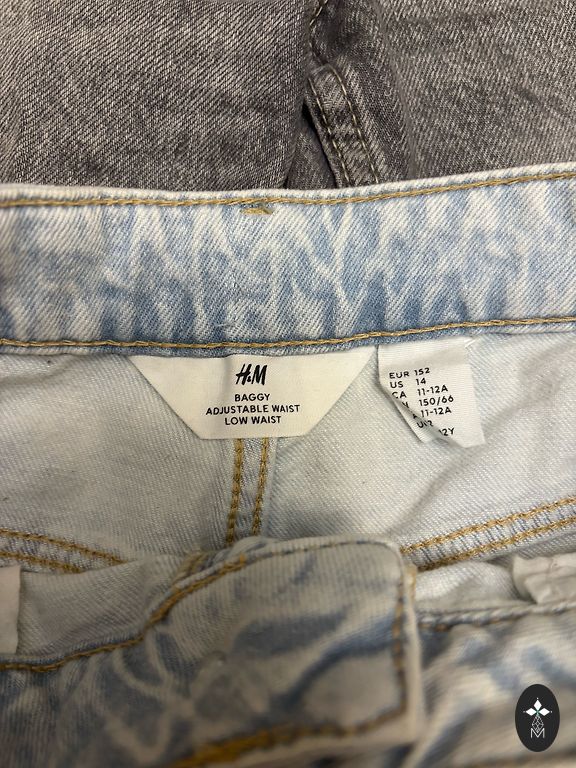 H&M
BAGGY
ADJUSTABLE WAIST
LOW WAIST
EUR 152
US 14
CA 11-12A
150/66
11-12A
12Y